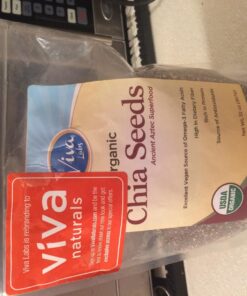 Viva
Labs
organic
Chia Seeds
Ancient Aztec Superfood
Excellent Vegan Source of Omega-3 Fatty Acids
High in Dietary Fiber
Rich in Protein
Source of Antioxidants
USDA
ORGANIC
Viva Labs is rebranding to
viva
naturals